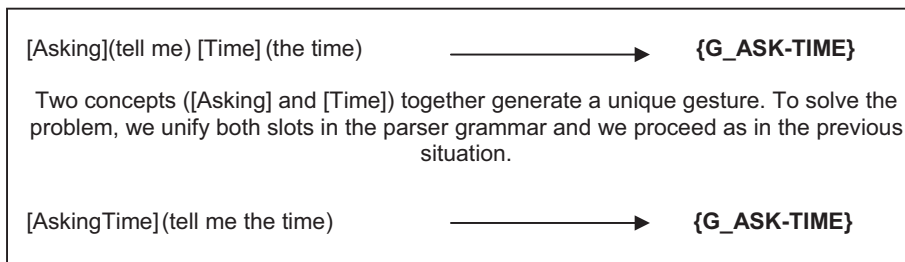 [Asking](tell me) [Time] (the time) {G_ASK-TIME}
Two concepts ([Asking] and [Time]) together generate a unique gesture. To solve the
problem, we unify both slots in the parser grammar and we proceed as in the previous
situation.
[AskingTime] (tell me the time) {G_ASK-TIME}